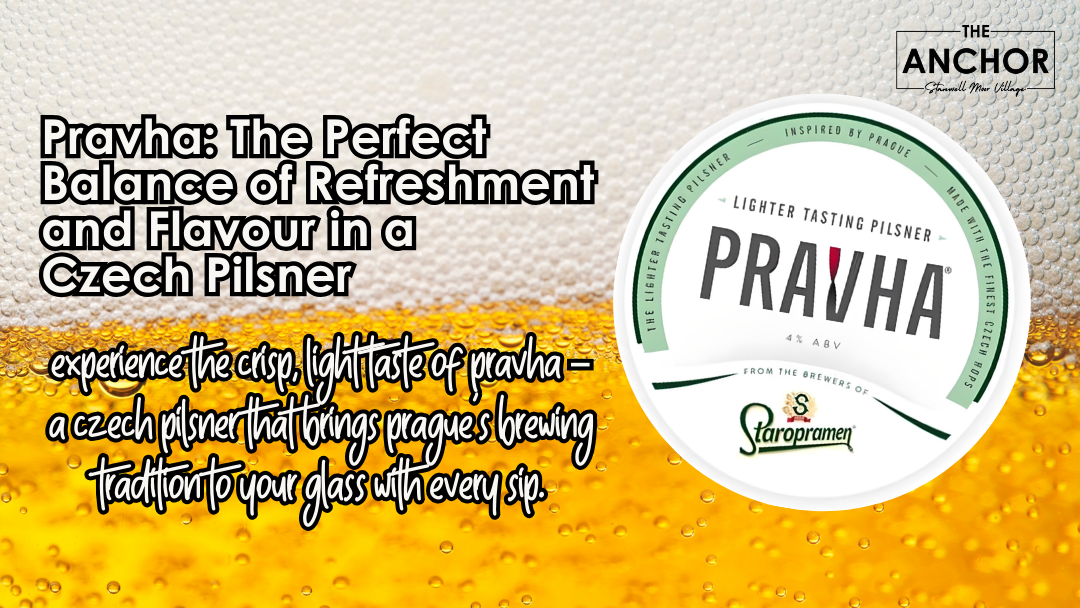 THE
ANCHOR
Stanwell Moor Village
Pravha: The Perfect
Balance of Refreshment
and Flavour in a
Czech Pilsner
experience the crisp, light taste of pravha –
a czech pilsner that brings prague's brewing
tradition to your glass with every sip.
THE LIGHTER TASTING PILSNER — INSPIRED BY PRAGUE — MADE WITH THE FINEST CZECH HOPS
LIGHTER TASTING PILSNER
PRAVHA®
4% ABV
FROM THE BREWERS OF
S
Staropramen